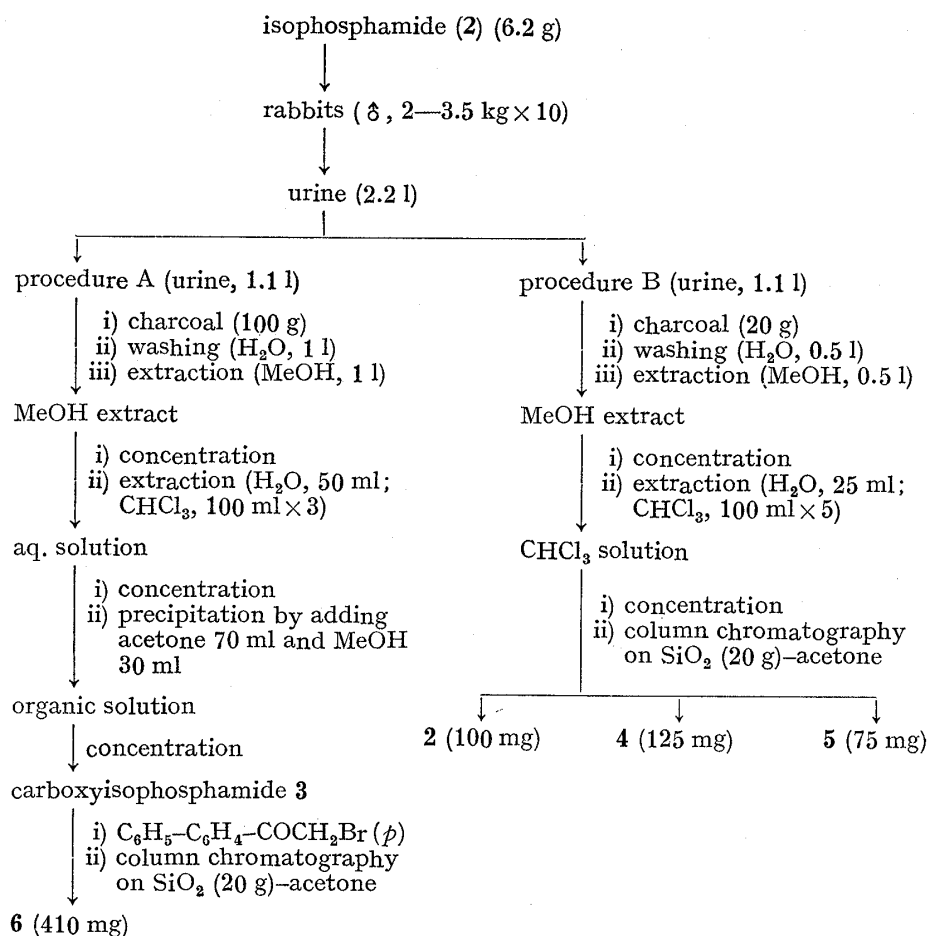 isophosphamide (2) (6.2 g)
rabbits (♂, 2—3.5 kg × 10)
urine (2.2 l)
procedure A (urine, 1.1 l)
i) charcoal (100 g)
ii) washing (H₂O, 1 l)
iii) extraction (MeOH, 1 l)
MeOH extract
i) concentration
ii) extraction (H₂O, 50 ml;
CHCl₃, 100 ml × 3)
aq. solution
i) concentration
ii) precipitation by adding
acetone 70 ml and MeOH
30 ml
organic solution
concentration
carboxyisophosphamide 3
i) C₆H₅–C₆H₄–COCH₂Br (p)
ii) column chromatography
on SiO₂ (20 g)–acetone
6 (410 mg)
procedure B (urine, 1.1 l)
i) charcoal (20 g)
ii) washing (H₂O, 0.5 l)
iii) extraction (MeOH, 0.5 l)
MeOH extract
i) concentration
ii) extraction (H₂O, 25 ml;
CHCl₃, 100 ml × 5)
CHCl₃ solution
i) concentration
ii) column chromatography
on SiO₂ (20 g)–acetone
2 (100 mg) 4 (125 mg) 5 (75 mg)